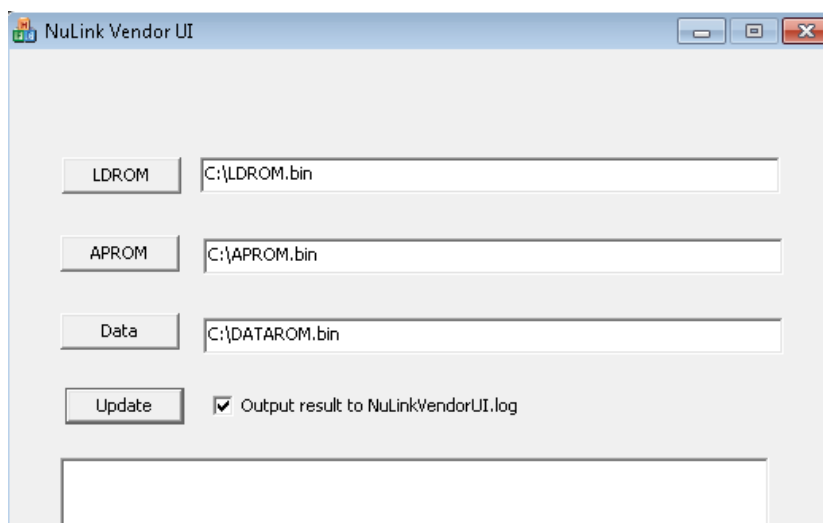 NuLink Vendor UI
LDROM C:\LDROM.bin
APROM C:\APROM.bin
Data C:\DATAROM.bin
Update Output result to NuLinkVendorUI.log